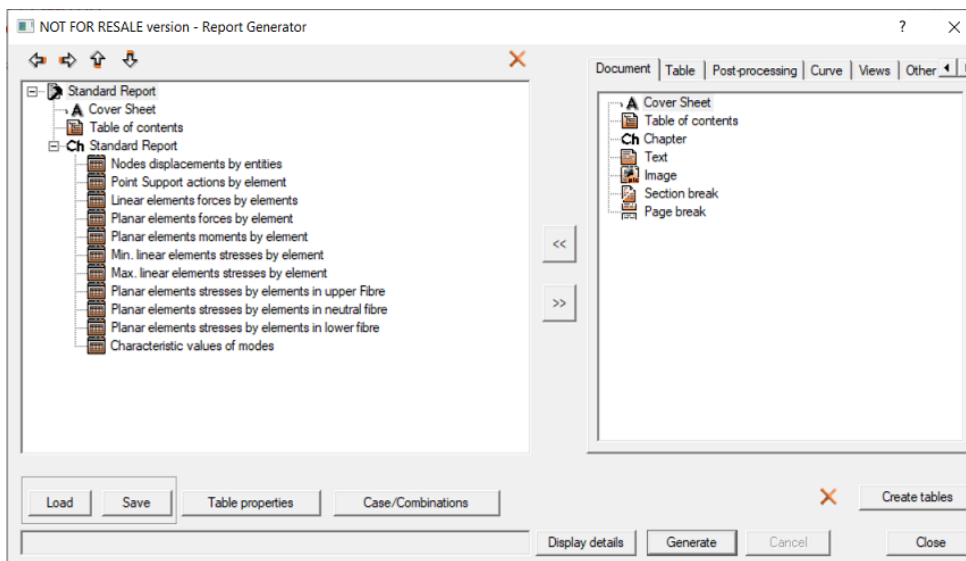 NOT FOR RESALE version - Report Generator
? X
Document Table Post-processing Curve Views Other
Standard Report
A Cover Sheet
Table of contents
Ch Standard Report
Nodes displacements by entities
Point Support actions by element
Linear elements forces by elements
Planar elements forces by element
Planar elements moments by element
Min. linear elements stresses by element
Max. linear elements stresses by element
Planar elements stresses by elements in upper Fibre
Planar elements stresses by elements in neutral fibre
Planar elements stresses by elements in lower fibre
Characteristic values of modes
<<
>>
A Cover Sheet
Table of contents
Ch Chapter
Text
Image
Section break
Page break
Load Save Table properties Case/Combinations Create tables
Display details Generate Cancel Close